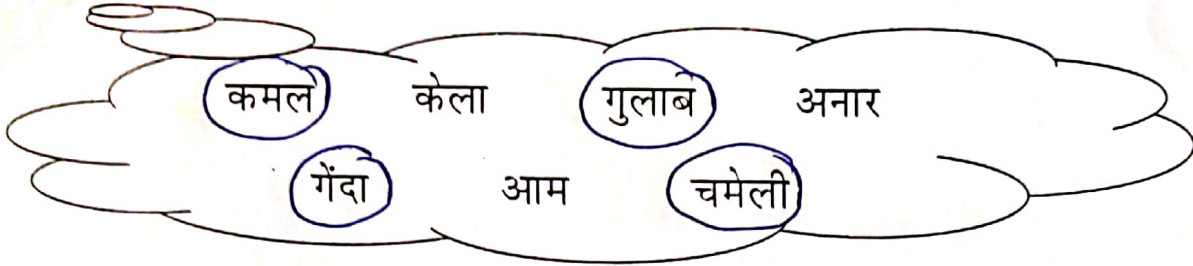 कमल केला गुलाब अनार
गेंदा आम चमेली